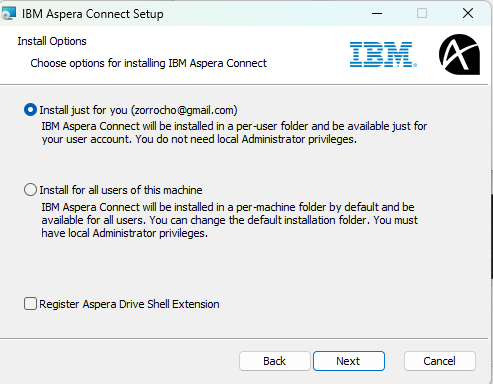 IBM Aspera Connect Setup
Install Options
Choose options for installing IBM Aspera Connect
IBM
Install just for you (zorrocho@gmail.com)
IBM Aspera Connect will be installed in a per-user folder and be available just for
your user account. You do not need local Administrator privileges.
Install for all users of this machine
IBM Aspera Connect will be installed in a per-machine folder by default and be
available for all users. You can change the default installation folder. You must
have local Administrator privileges.
Register Aspera Drive Shell Extension
Back
Next
Cancel